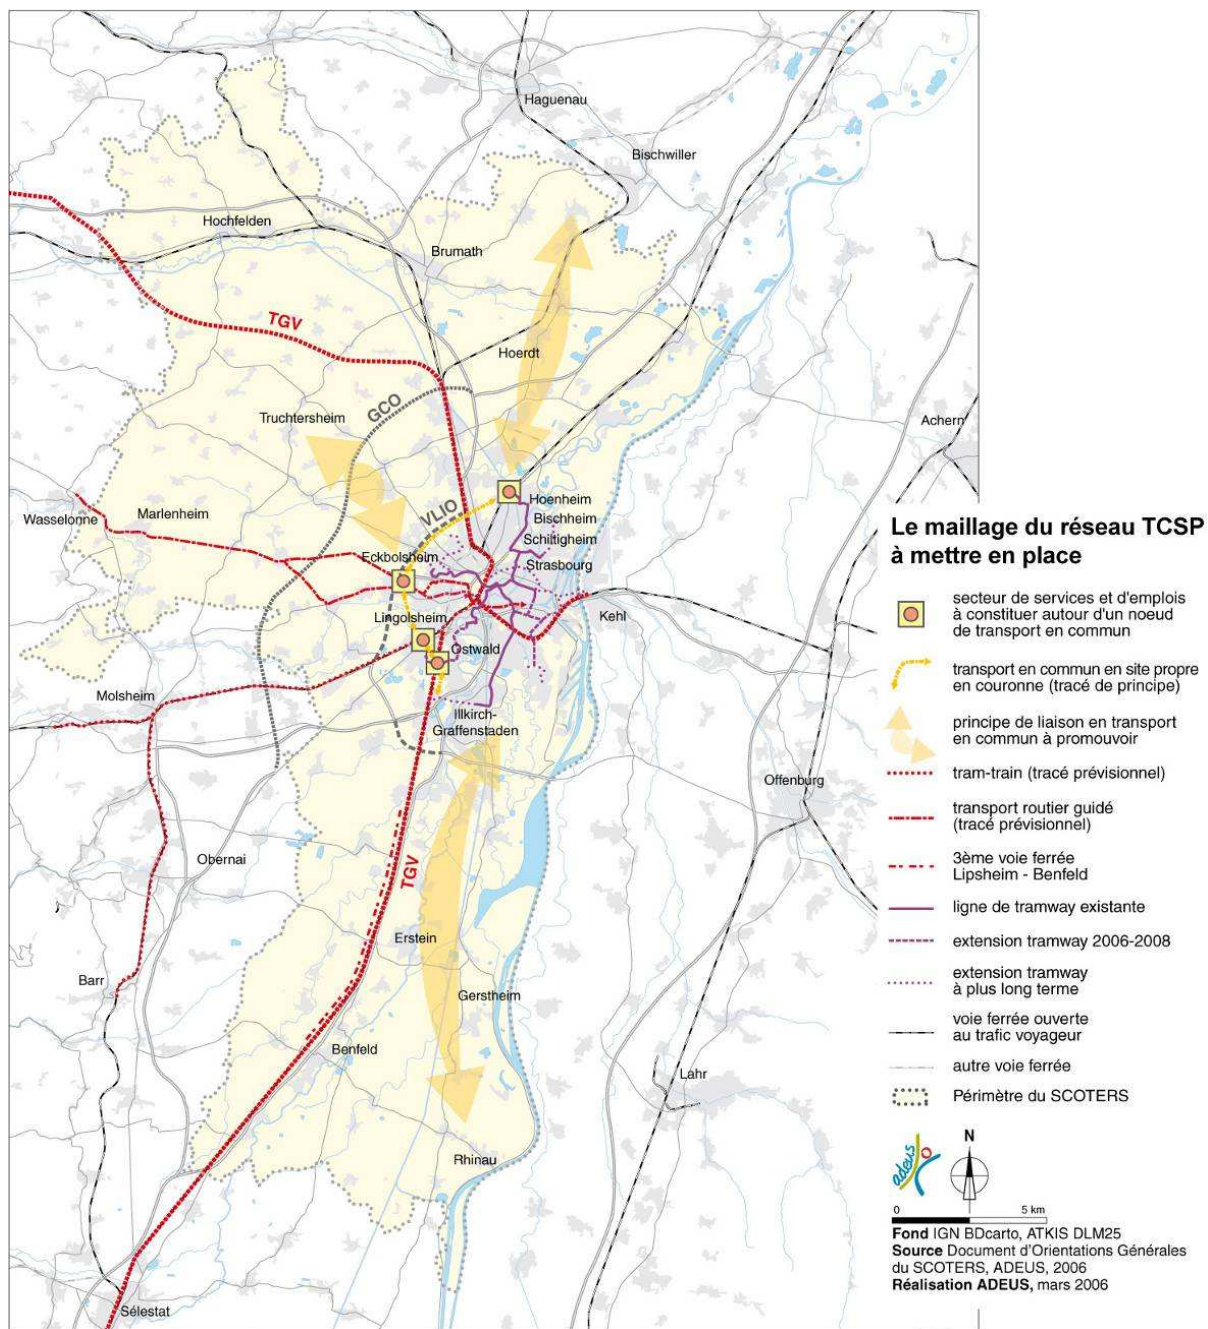 Haguenau
Bischwiller
Hochfelden
Brumath
TGV
Hoerdt
GCO
Truchtersheim
Achern
VLIO
Hoenheim
Bischheim
Schiltigheim
Wasselonne
Marlenheim
Eckbolsheim
Strasbourg
Lingolsheim
Kehl
Ostwald
Molsheim
Illkirch-
Graffenstaden
Offenburg
Obernai
TGV
Erstein
Barr
Gerstheim
Benfeld
Lahr
Rhinau
Sélestat
Le maillage du réseau TCSP
à mettre en place
secteur de services et d'emplois
à constituer autour d'un noeud
de transport en commun
transport en commun en site propre
en couronne (tracé de principe)
principe de liaison en transport
en commun à promouvoir
tram-train (tracé prévisionnel)
transport routier guidé
(tracé prévisionnel)
3ème voie ferrée
Lipsheim - Benfeld
ligne de tramway existante
extension tramway 2006-2008
extension tramway
à plus long terme
voie ferrée ouverte
au trafic voyageur
autre voie ferrée
Périmètre du SCOTERS
adeus
N
0 5 km
Fond IGN BDcarto, ATKIS DLM25
Source Document d'Orientations Générales
du SCOTERS, ADEUS, 2006
Réalisation ADEUS, mars 2006